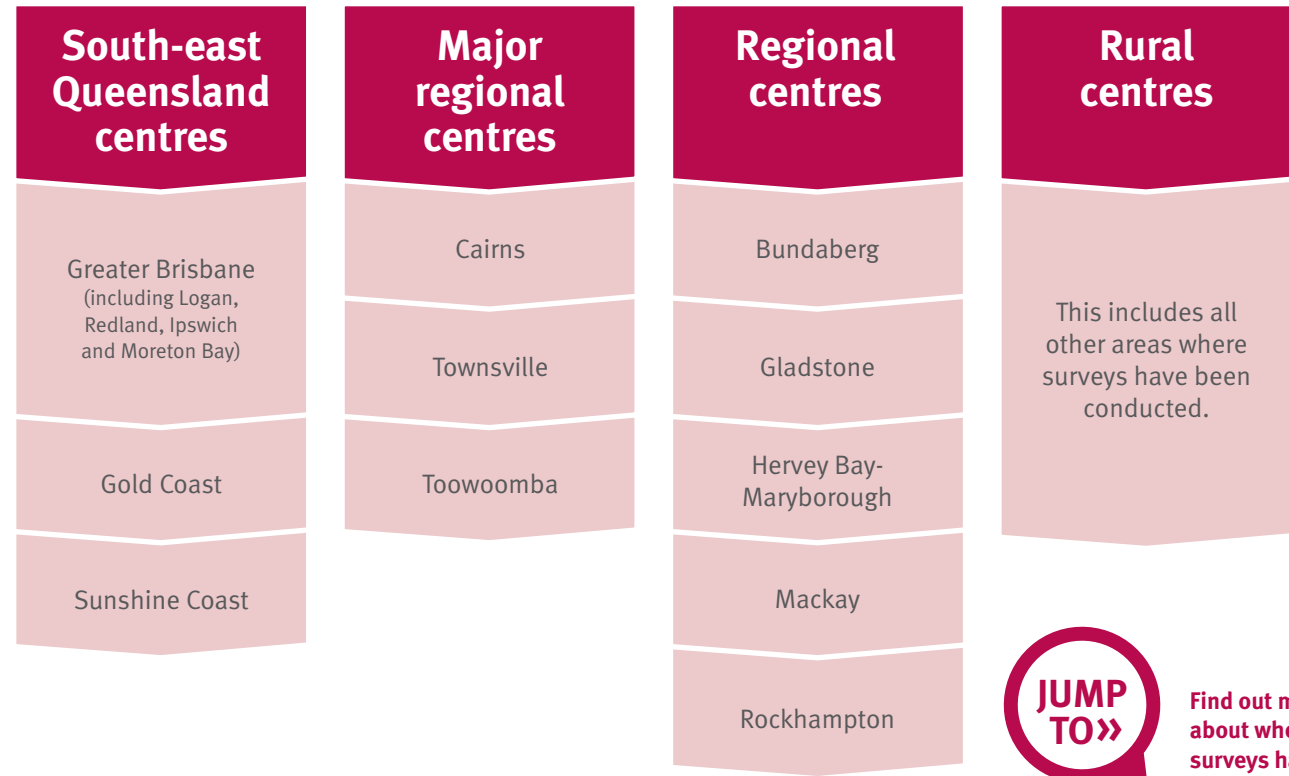 South-east
Queensland
centres
Greater Brisbane
(including Logan,
Redland, Ipswich
and Moreton Bay)
Gold Coast
Sunshine Coast
Major
regional
centres
Cairns
Townsville
Toowoomba
Regional
centres
Bundaberg
Gladstone
Hervey Bay-
Maryborough
Mackay
Rockhampton
Rural
centres
This includes all
other areas where
surveys have been
conducted.
JUMP
TO»
Find out
about
surveys